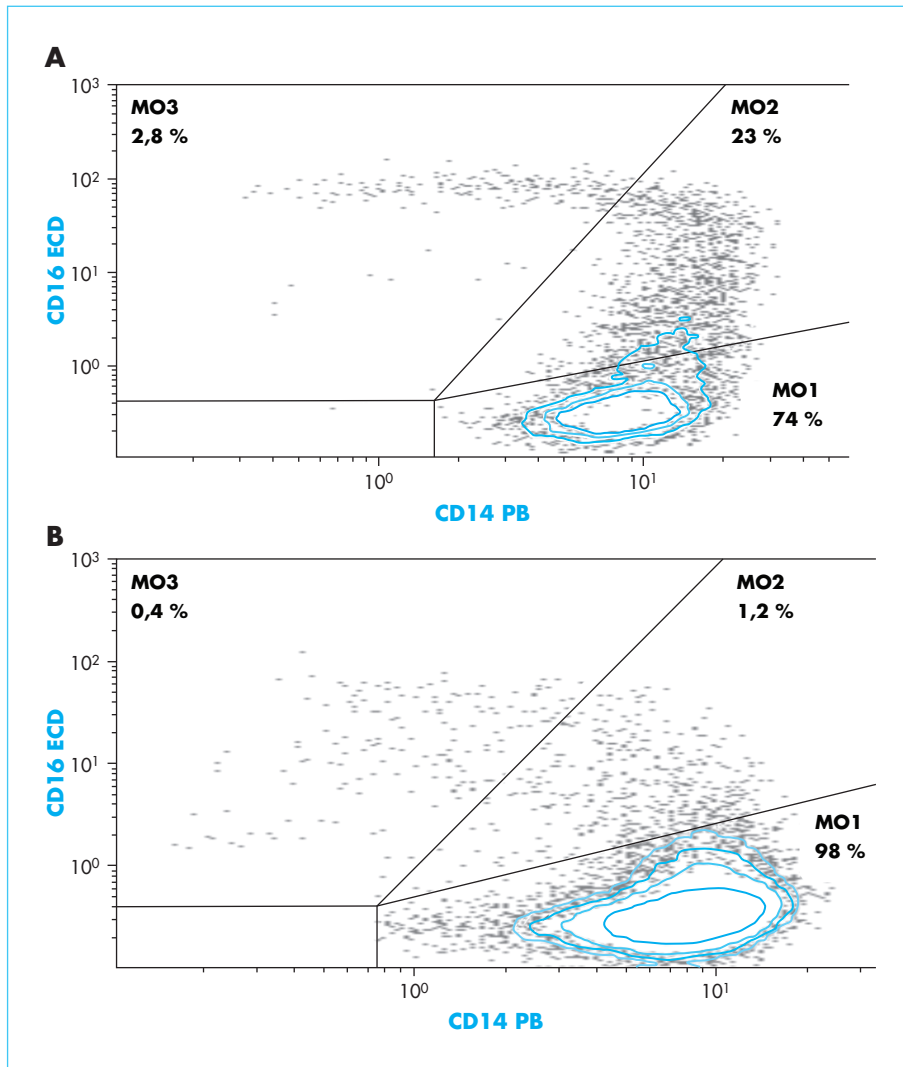 A
10³
MO3
2,8 %
MO2
23 %
10²
CD16 ECD
10¹
10⁰
MO1
74 %
10⁰
10¹
CD14 PB
B
10³
MO3
0,4 %
MO2
1,2 %
10²
CD16 ECD
10¹
MO1
98 %
10⁰
10⁰
10¹
CD14 PB